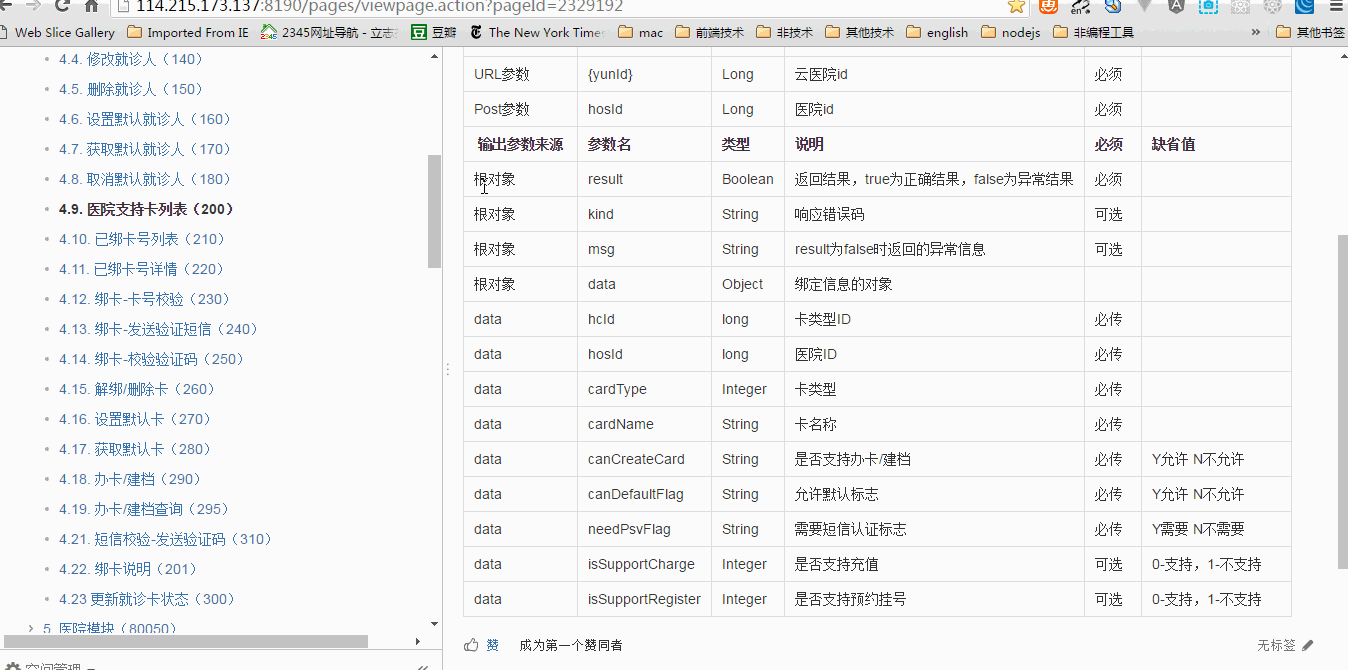 114.215.173.137:8190/pages/viewpage.action?pageId=2329192
Web Slice Gallery Imported From IE 2345网址导航 - 立志 豆瓣 The New York Time mac 前端技术 非技术 其他技术 english nodejs 非编程工具 » 其他书签
4.4. 修改就诊人（140）
4.5. 删除就诊人（150）
4.6. 设置默认就诊人（160）
4.7. 获取默认就诊人（170）
4.8. 取消默认就诊人（180）
4.9. 医院支持卡列表（200）
4.10. 已绑卡号列表（210）
4.11. 已绑卡号详情（220）
4.12. 绑卡-卡号校验（230）
4.13. 绑卡-发送验证短信（240）
4.14. 绑卡-校验验证码（250）
4.15. 解绑/删除卡（260）
4.16. 设置默认卡（270）
4.17. 获取默认卡（280）
4.18. 办卡/建档（290）
4.19. 办卡/建档查询（295）
4.21. 短信校验-发送验证码（310）
4.22. 绑卡说明（201）
4.23 更新就诊卡状态（300）
5. 医院模块（80050）
空间管理
URL参数 {yunId} Long 云医院id 必须
Post参数 hosId Long 医院id 必须
输出参数来源 参数名 类型 说明 必须 缺省值
根对象 result Boolean 返回结果，true为正确结果，false为异常结果 必须
根对象 kind String 响应错误码 可选
根对象 msg String result为false时返回的异常信息 可选
根对象 data Object 绑定信息的对象
data hcId long 卡类型ID 必传
data hosId long 医院ID 必传
data cardType Integer 卡类型 必传
data cardName String 卡名称 必传
data canCreateCard String 是否支持办卡/建档 必传 Y允许 N不允许
data canDefaultFlag String 允许默认标志 必传 Y允许 N不允许
data needPsvFlag String 需要短信认证标志 必传 Y需要 N不需要
data isSupportCharge Integer 是否支持充值 可选 0-支持，1-不支持
data isSupportRegister Integer 是否支持预约挂号 可选 0-支持，1-不支持
赞 成为第一个赞同者 无标签